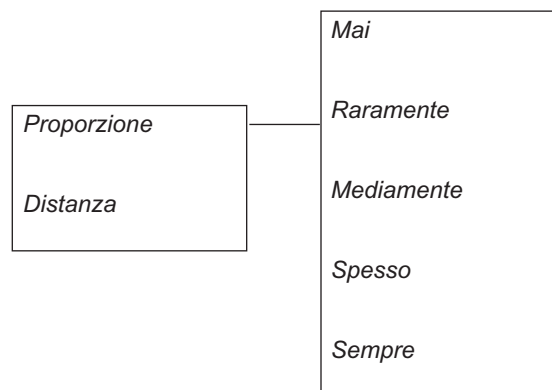 Proporzione
Distanza
Mai
Raramente
Mediamente
Spesso
Sempre